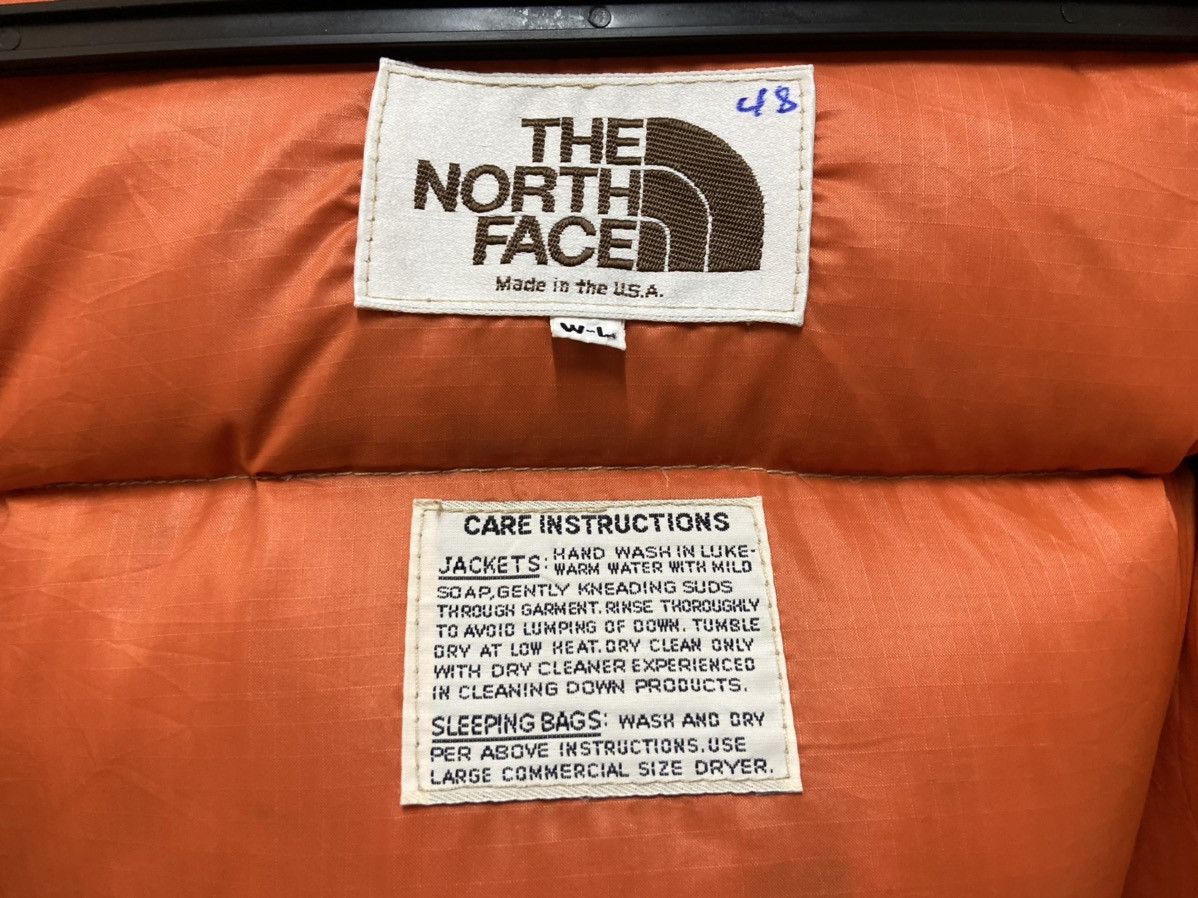 48
THE
NORTH
FACE
Made in the U.S.A.
W-L
CARE INSTRUCTIONS
JACKETS: HAND WASH IN LUKE-
WARM WATER WITH MILD
SOAP, GENTLY KNEADING SUDS
THROUGH GARMENT. RINSE THOROUGHLY
TO AVOID LUMPING OF DOWN. TUMBLE
DRY AT LOW HEAT. DRY CLEAN ONLY
WITH DRY CLEANER EXPERIENCED
IN CLEANING DOWN PRODUCTS.
SLEEPING BAGS: WASH AND DRY
PER ABOVE INSTRUCTIONS. USE
LARGE COMMERCIAL SIZE DRYER.